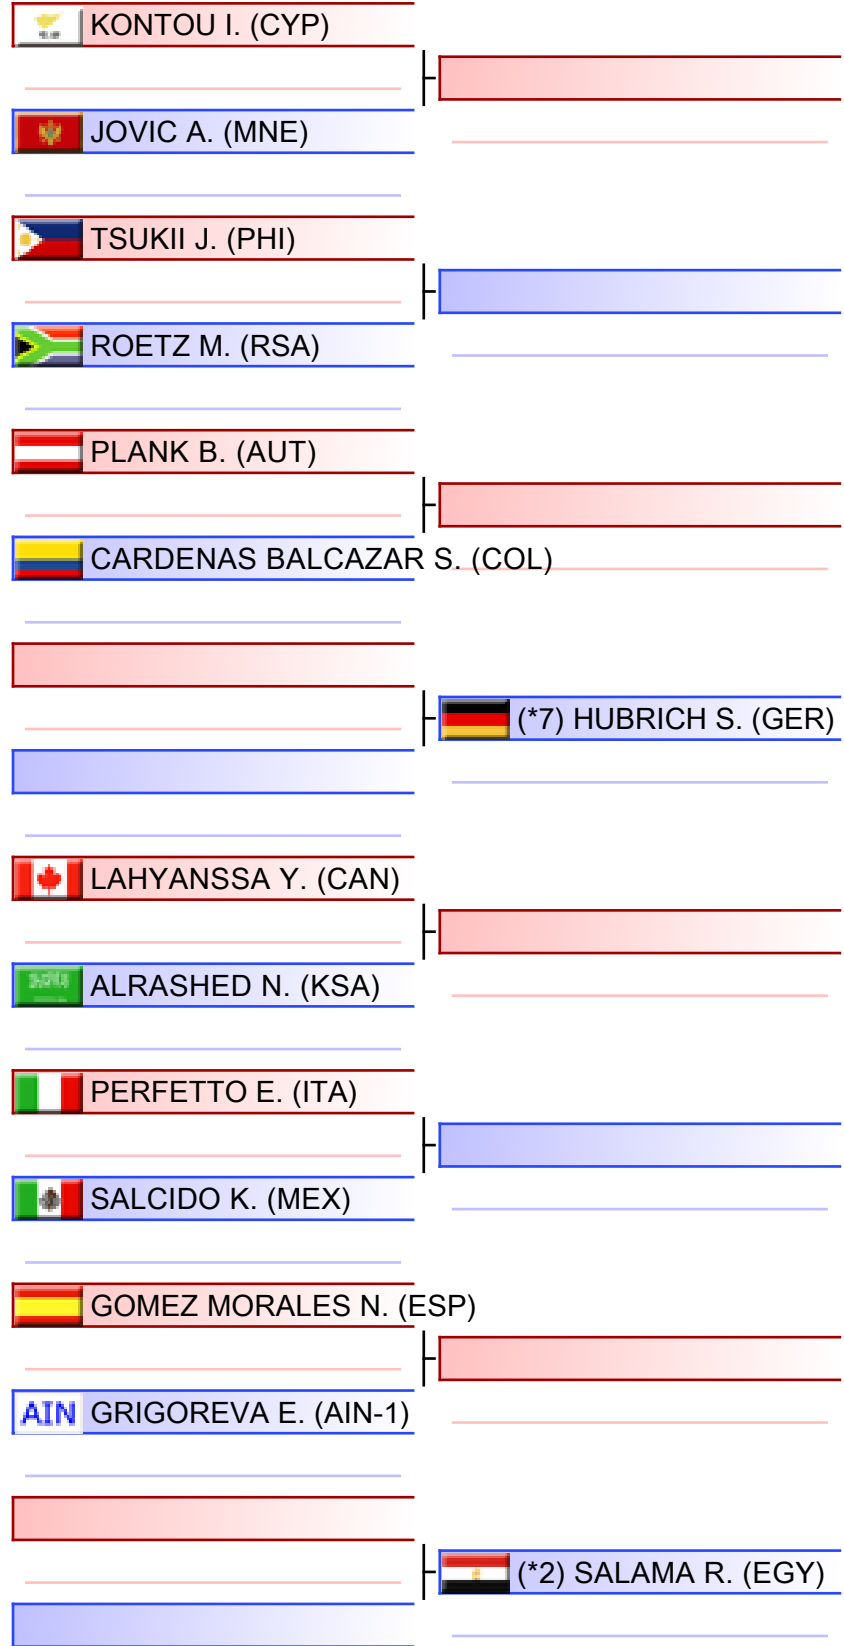 KONTOU I. (CYP)
JOVIC A. (MNE)
TSUKII J. (PHI)
ROETZ M. (RSA)
PLANK B. (AUT)
CARDENAS BALCAZAR S. (COL)
(*7) HUBRICH S. (GER)
LAHYANSSA Y. (CAN)
ALRASHED N. (KSA)
PERFETTO E. (ITA)
SALCIDO K. (MEX)
GOMEZ MORALES N. (ESP)
AIN GRIGOREVA E. (AIN-1)
(*2) SALAMA R. (EGY)